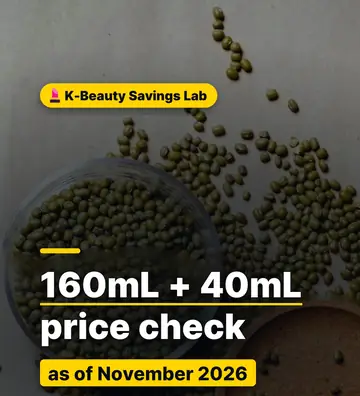 K-Beauty Savings Lab
160mL + 40mL
price check
as of November 2026